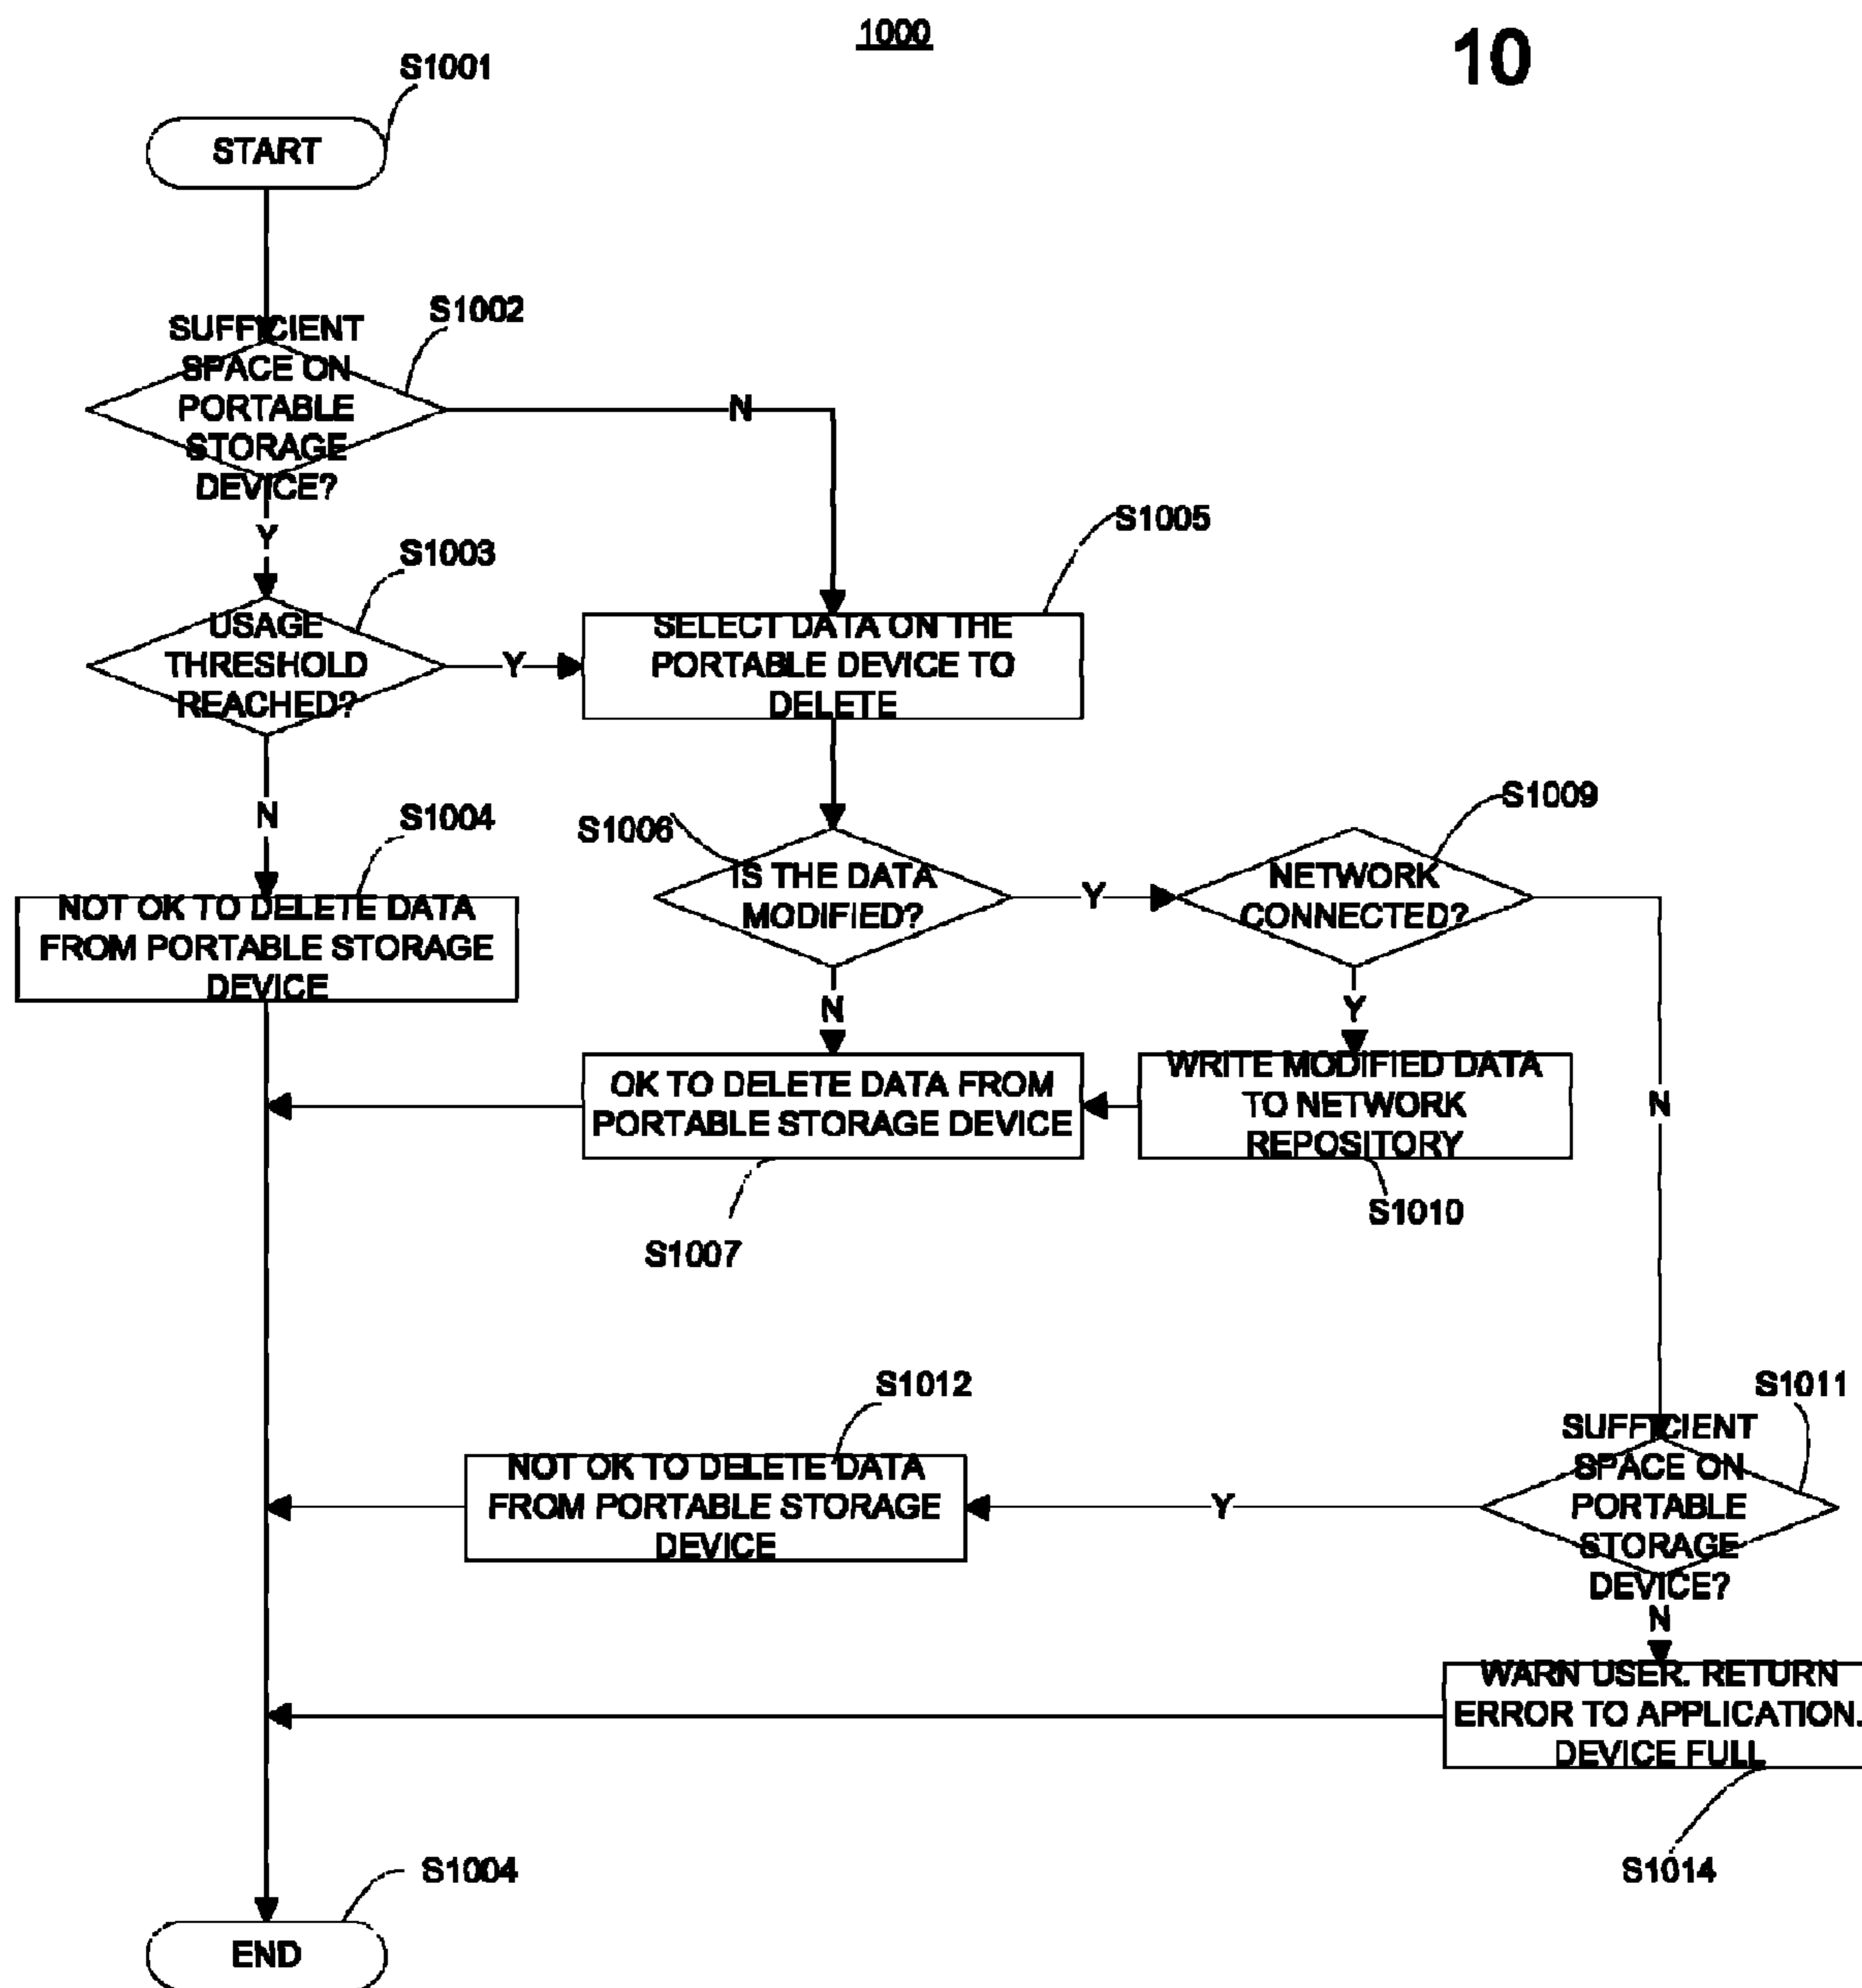 1000
10
S1001
START
S1002
SUFFICIENT
SPACE ON
PORTABLE
STORAGE
DEVICE?
N
Y
S1003
USAGE
THRESHOLD
REACHED?
Y
S1005
SELECT DATA ON THE
PORTABLE DEVICE TO
DELETE
N
S1004
NOT OK TO DELETE DATA
FROM PORTABLE STORAGE
DEVICE
S1006
IS THE DATA
MODIFIED?
Y
S1009
NETWORK
CONNECTED?
N
Y
N
OK TO DELETE DATA FROM
PORTABLE STORAGE DEVICE
S1007
WRITE MODIFIED DATA
TO NETWORK
REPOSITORY
S1010
S1012
NOT OK TO DELETE DATA
FROM PORTABLE STORAGE
DEVICE
Y
S1011
SUFFICIENT
SPACE ON
PORTABLE
STORAGE
DEVICE?
N
WARN USER. RETURN
ERROR TO APPLICATION.
DEVICE FULL
S1014
S1004
END